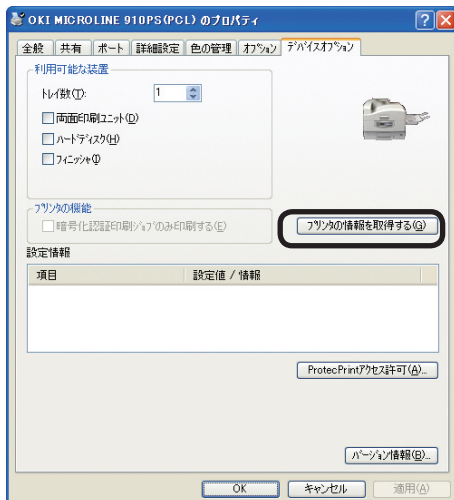 OKI MICROLINE 910PS(PCL) のプロパティ
全般 共有 ポート 詳細設定 色の管理 オプション デバイスオプション
利用可能な装置
トレイ数(T): 1
両面印刷ユニット(D)
ハードディスク(H)
フィニッシャ(I)
プリンタの機能
暗号化認証印刷ジョブのみ印刷する(E)
プリンタの情報を取得する(G)
設定情報
項目 設定値 / 情報
ProtecPrintアクセス許可(A)...
バージョン情報(B)...
OK キャンセル 適用(A)